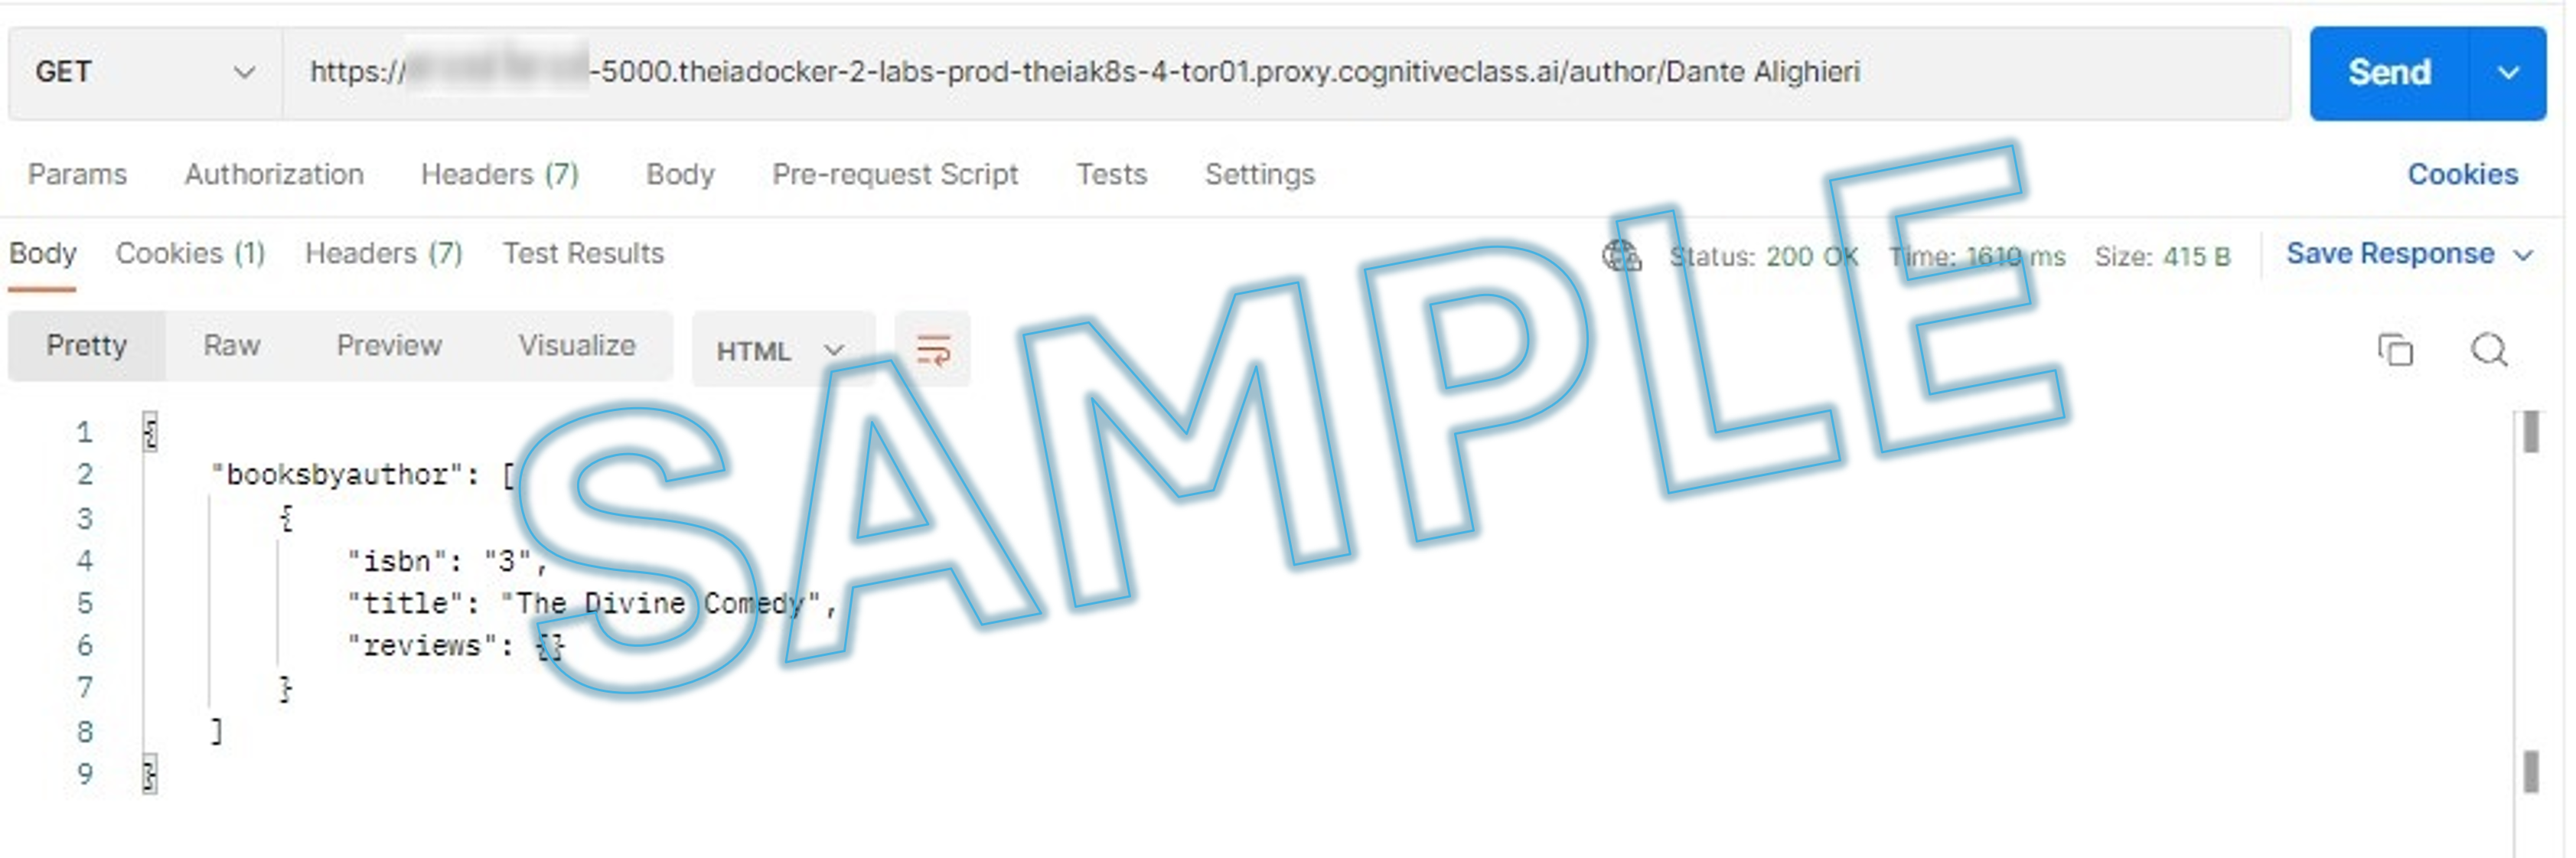 GET https://-5000.theiadocker-2-labs-prod-theiak8s-4-tor01.proxy.cognitiveclass.ai/author/Dante Alighieri Send
Params Authorization Headers (7) Body Pre-request Script Tests Settings Cookies
Body Cookies (1) Headers (7) Test Results Status: 200 OK Time: 1610 ms Size: 415 B Save Response
Pretty Raw Preview Visualize HTML
SAMPLE
1 {
2 "booksbyauthor": [
3 {
4 "isbn": "3",
5 "title": "The Divine Comedy",
6 "reviews": {}
7 }
8 ]
9 }